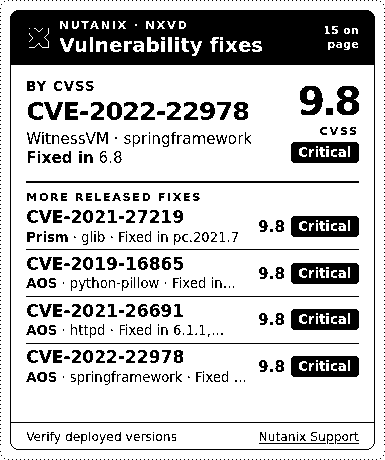 NUTANIX · NXVD
Vulnerability fixes
15 on
page
BY CVSS
CVE-2022-22978
WitnessVM · springframework
Fixed in 6.8
9.8
CVSS
Critical
MORE RELEASED FIXES
CVE-2021-27219
Prism · glib · Fixed in pc.2021.7
9.8 Critical
CVE-2019-16865
AOS · python-pillow · Fixed in...
9.8 Critical
CVE-2021-26691
AOS · httpd · Fixed in 6.1.1,...
9.8 Critical
CVE-2022-22978
AOS · springframework · Fixed ...
9.8 Critical
Verify deployed versions
Nutanix Support